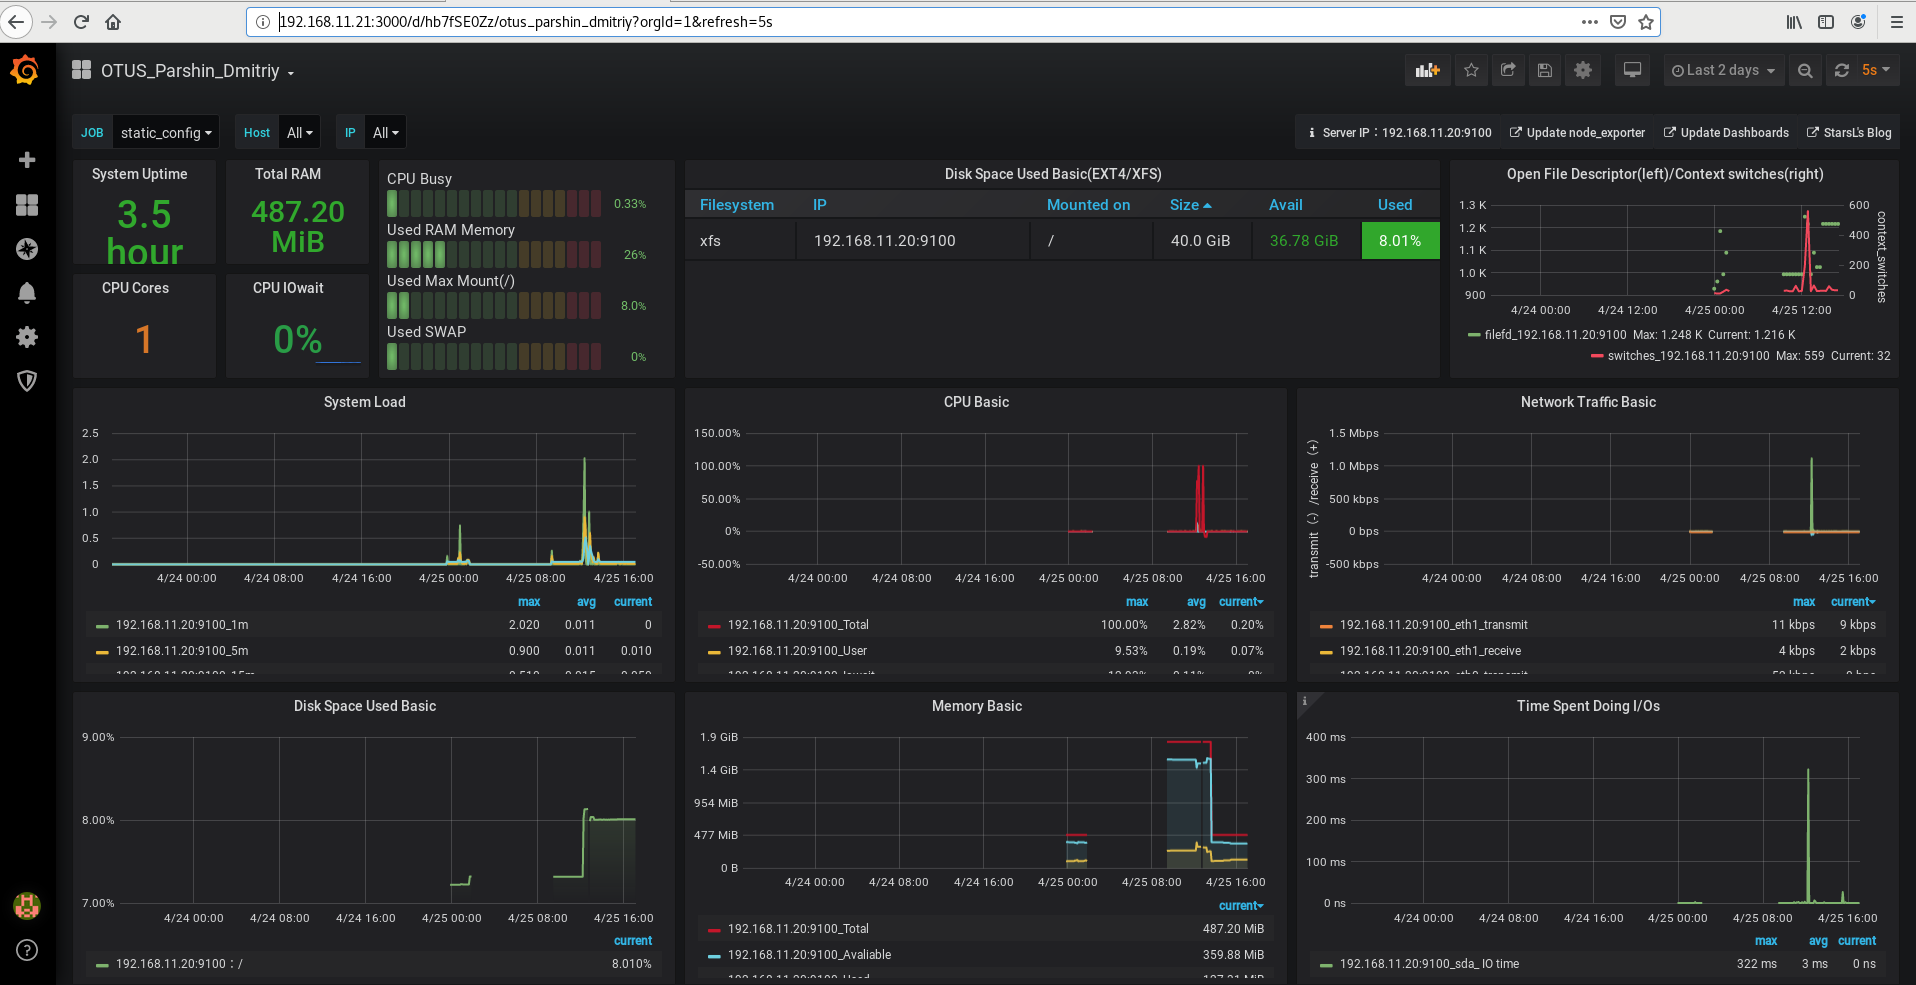 192.168.11.21:3000/d/hb7fSE0Zz/otus_parshin_dmitriy?orgId=1&refresh=5s
OTUS_Parshin_Dmitriy
Last 2 days
5s
JOB static_config Host All IP All
Server IP：192.168.11.20:9100 Update node_exporter Update Dashboards StarsL's Blog
System Uptime
3.5
hour
Total RAM
487.20
MiB
CPU Cores
1
CPU IOwait
0%
CPU Busy
0.33%
Used RAM Memory
26%
Used Max Mount(/)
8.0%
Used SWAP
0%
Disk Space Used Basic(EXT4/XFS)
Filesystem IP Mounted on Size Avail Used
xfs 192.168.11.20:9100 / 40.0 GiB 36.78 GiB 8.01%
Open File Descriptor(left)/Context switches(right)
1.3 K 600
1.2 K 400
1.1 K
1.0 K 200
900 0
context_switches
4/24 00:00 4/24 12:00 4/25 00:00 4/25 12:00
filefd_192.168.11.20:9100 Max: 1.248 K Current: 1.216 K
switches_192.168.11.20:9100 Max: 559 Current: 32
System Load
2.5
2.0
1.5
1.0
0.5
0
4/24 00:00 4/24 08:00 4/24 16:00 4/25 00:00 4/25 08:00 4/25 16:00
max avg current
192.168.11.20:9100_1m 2.020 0.011 0
192.168.11.20:9100_5m 0.900 0.011 0.010
CPU Basic
150.00%
100.00%
50.00%
0%
-50.00%
4/24 00:00 4/24 08:00 4/24 16:00 4/25 00:00 4/25 08:00 4/25 16:00
max avg current
192.168.11.20:9100_Total 100.00% 2.82% 0.20%
192.168.11.20:9100_User 9.53% 0.19% 0.07%
Network Traffic Basic
transmit（-）/receive（+）
1.5 Mbps
1.0 Mbps
500 kbps
0 bps
-500 kbps
4/24 00:00 4/24 08:00 4/24 16:00 4/25 00:00 4/25 08:00 4/25 16:00
max current
192.168.11.20:9100_eth1_transmit 11 kbps 9 kbps
192.168.11.20:9100_eth1_receive 4 kbps 2 kbps
Disk Space Used Basic
9.00%
8.00%
7.00%
4/24 00:00 4/24 08:00 4/24 16:00 4/25 00:00 4/25 08:00 4/25 16:00
current
192.168.11.20:9100：/ 8.010%
Memory Basic
1.9 GiB
1.4 GiB
954 MiB
477 MiB
0 B
4/24 00:00 4/24 08:00 4/24 16:00 4/25 00:00 4/25 08:00 4/25 16:00
current
192.168.11.20:9100_Total 487.20 MiB
192.168.11.20:9100_Avaliable 359.88 MiB
Time Spent Doing I/Os
400 ms
300 ms
200 ms
100 ms
0 ns
4/24 00:00 4/24 08:00 4/24 16:00 4/25 00:00 4/25 08:00 4/25 16:00
max avg current
192.168.11.20:9100_sda_ IO time 322 ms 3 ms 0 ns